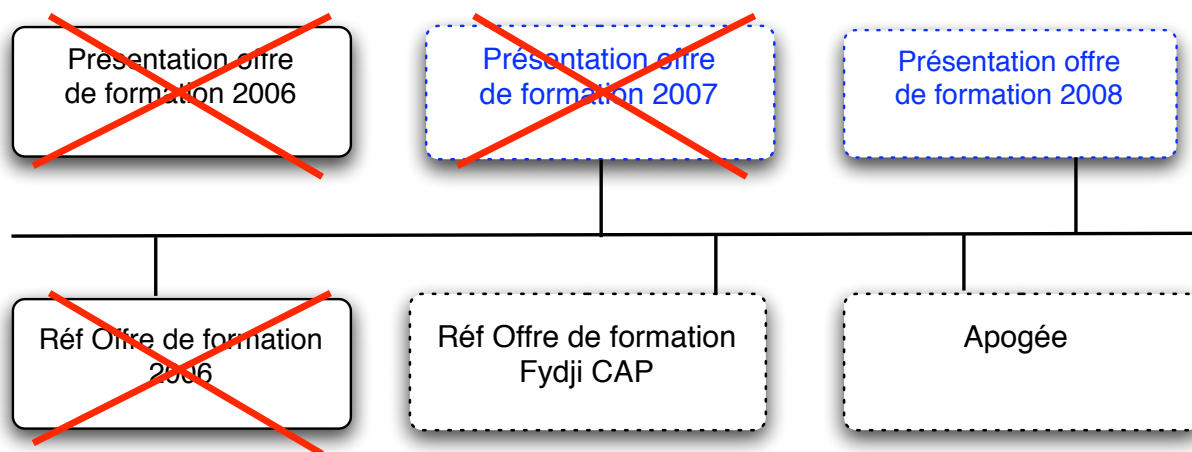 Présentation offre
de formation 2006
Présentation offre
de formation 2007
Présentation offre
de formation 2008
Réf Offre de formation
2006
Réf Offre de formation
Fydji CAP
Apogée